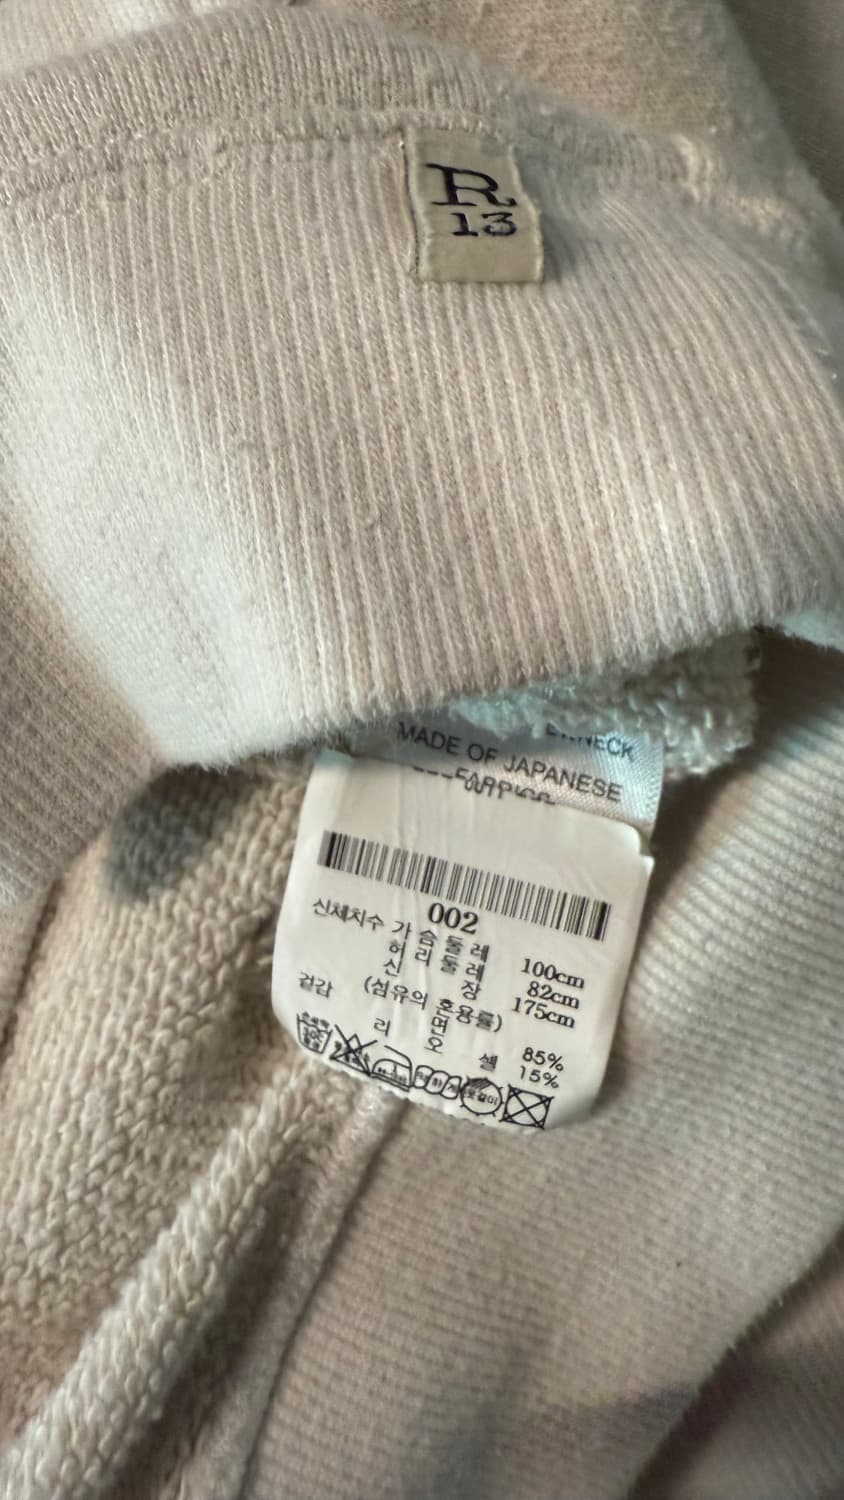 R
13
ERNECK
MADE OF JAPANESE
002
신체치수 가슴둘레 100cm
허리둘레 82cm
신장 175cm
겉감 (섬유의 혼용률)
면 85%
리오셀 15%